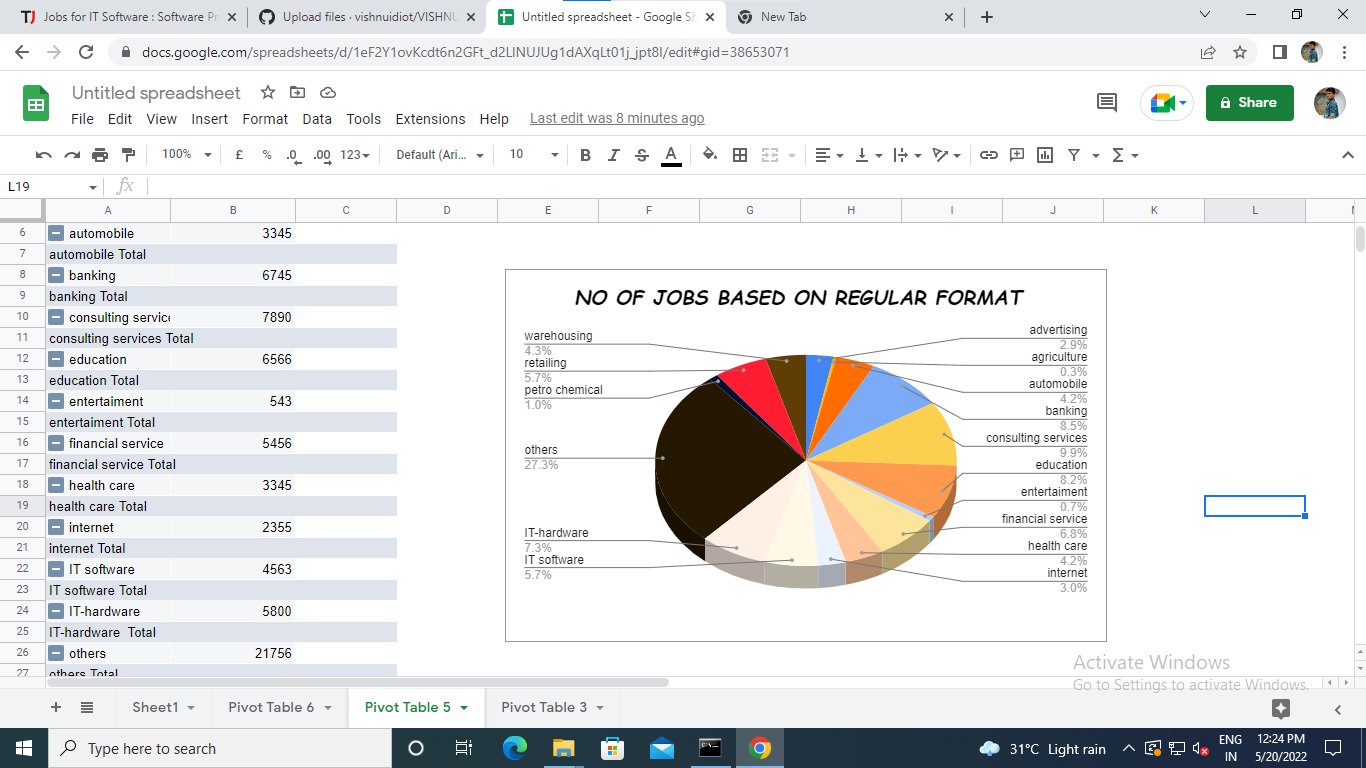 Jobs for IT Software : Software Pr
Upload files · vishnuidiot/VISHNU
Untitled spreadsheet - Google Sh
New Tab
docs.google.com/spreadsheets/d/1eF2Y1ovKcdt6n2GFt_d2LINUJUg1dAXqLt01j_jpt8I/edit#gid=38653071
Untitled spreadsheet
File Edit View Insert Format Data Tools Extensions Help Last edit was 8 minutes ago
Share
100% £ % .0 .00 123 Default (Ari... 10 B I S A
L19 fx
A B C D E F G H I J K L
6 automobile 3345
7 automobile Total
8 banking 6745
9 banking Total
10 consulting service 7890
11 consulting services Total
12 education 6566
13 education Total
14 entertaiment 543
15 entertaiment Total
16 financial service 5456
17 financial service Total
18 health care 3345
19 health care Total
20 internet 2355
21 internet Total
22 IT software 4563
23 IT software Total
24 IT-hardware 5800
25 IT-hardware Total
26 others 21756
27 others Total
NO OF JOBS BASED ON REGULAR FORMAT
warehousing
4.3%
retailing
5.7%
petro chemical
1.0%
others
27.3%
IT-hardware
7.3%
IT software
5.7%
advertising
2.9%
agriculture
0.3%
automobile
4.2%
banking
8.5%
consulting services
9.9%
education
8.2%
entertaiment
0.7%
financial service
6.8%
health care
4.2%
internet
3.0%
Activate Windows
Go to Settings to activate Windows.
Sheet1 Pivot Table 6 Pivot Table 5 Pivot Table 3
Type here to search
31°C Light rain
ENG
IN
12:24 PM
5/20/2022